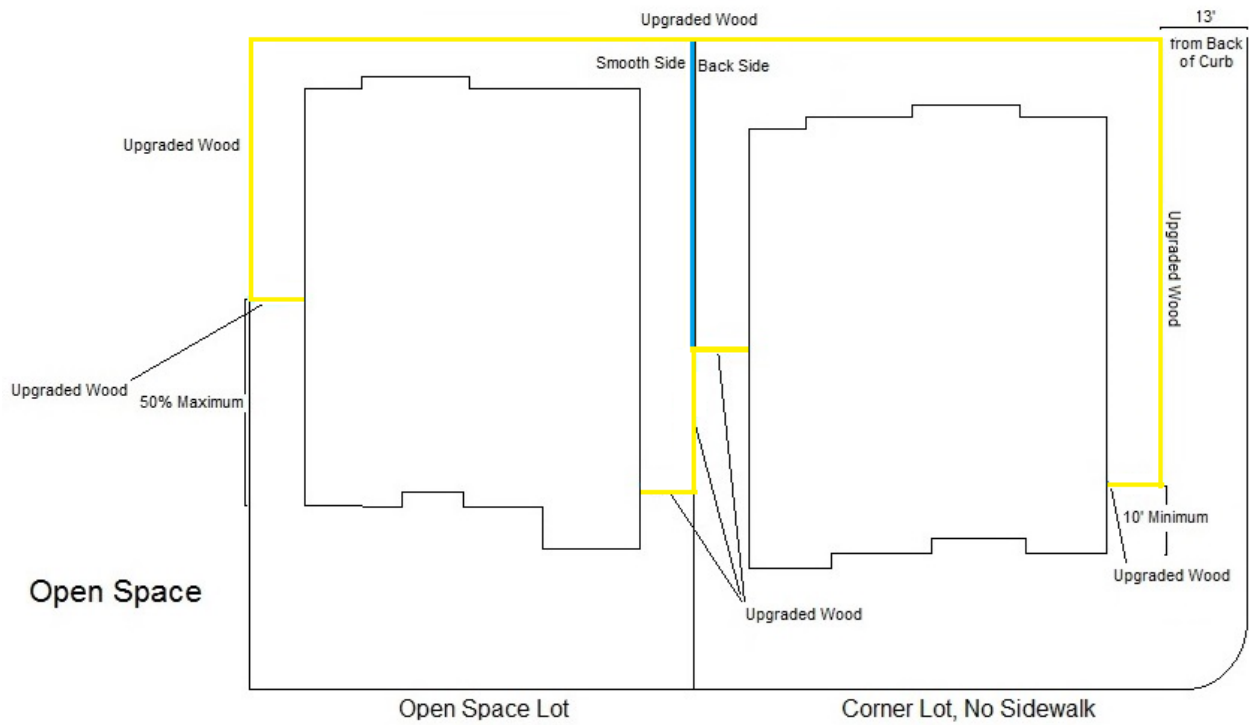 Upgraded Wood
13'
from Back
of Curb
Smooth Side
Back Side
Upgraded Wood
Upgraded Wood
Upgraded Wood
50% Maximum
10' Minimum
Upgraded Wood
Upgraded Wood
Open Space
Open Space Lot
Corner Lot, No Sidewalk